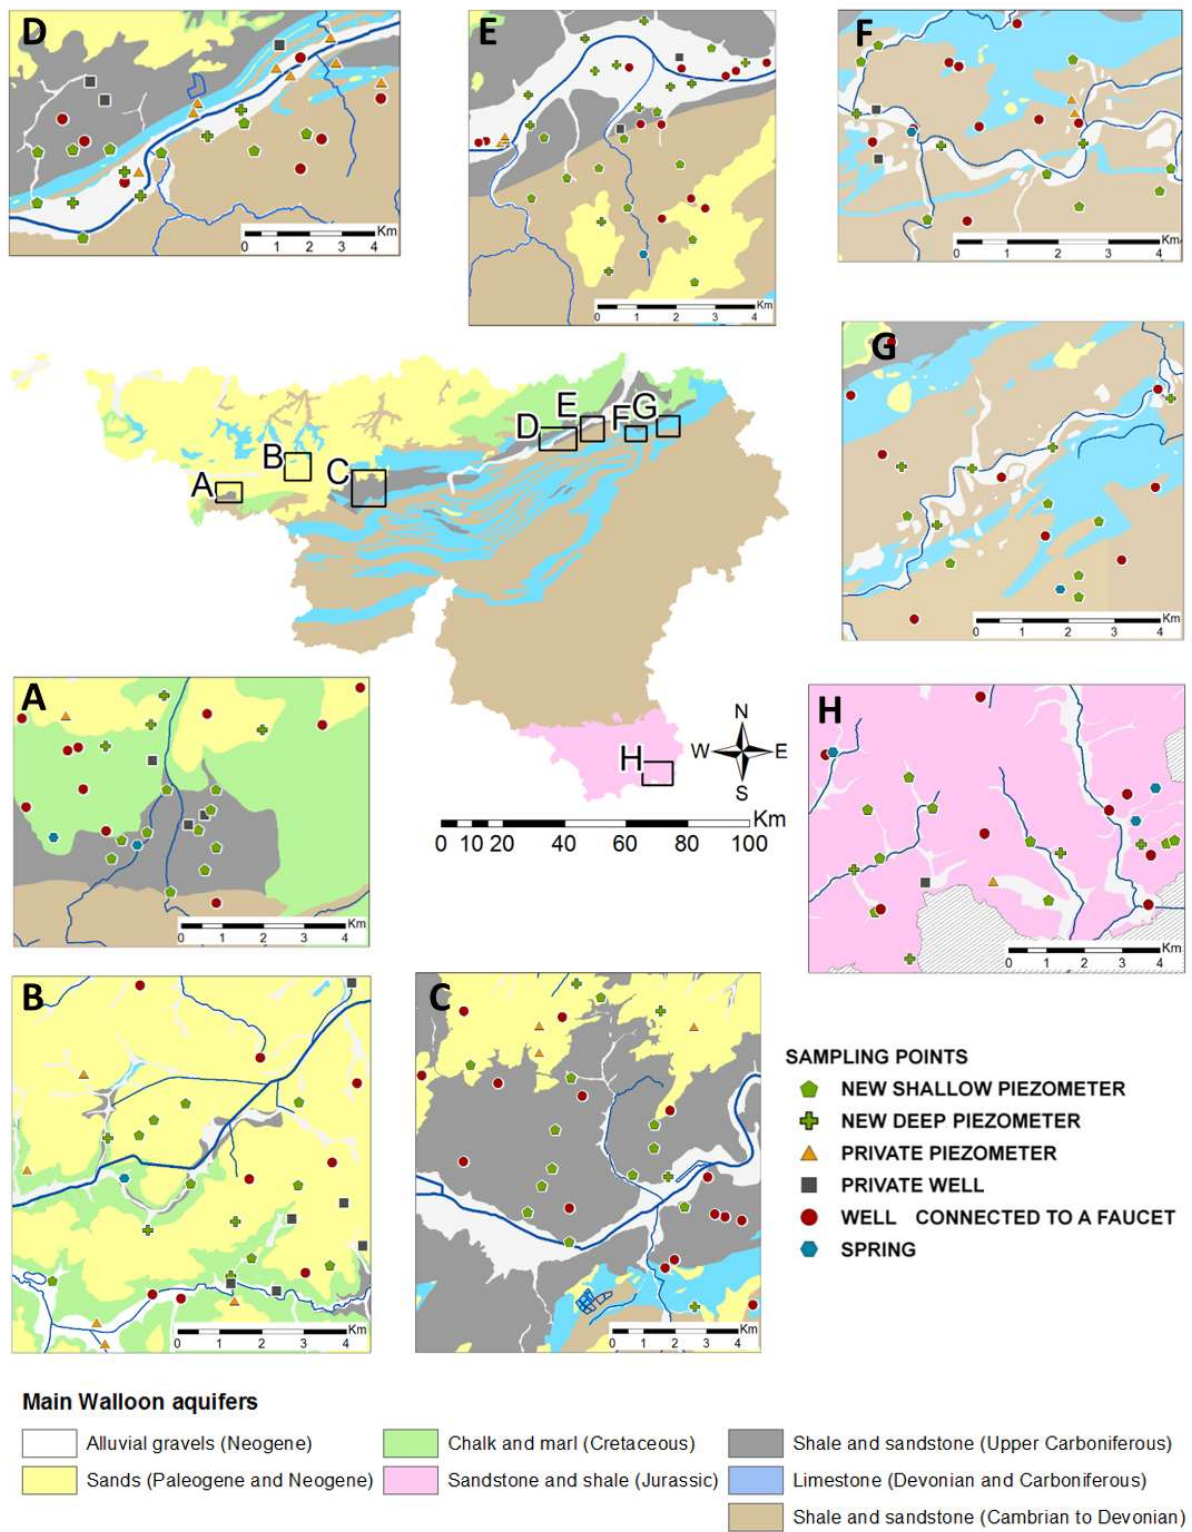 D
Km
0 1 2 3 4
E
Km
0 1 2 3 4
F
Km
0 1 2 3 4
G
Km
0 1 2 3 4
A
B
C
D
E
F
G
H
N
W E
S
Km
0 10 20 40 60 80 100
A
Km
0 1 2 3 4
H
Km
0 1 2 3 4
B
Km
0 1 2 3 4
C
Km
0 1 2 3 4
SAMPLING POINTS
NEW SHALLOW PIEZOMETER
NEW DEEP PIEZOMETER
PRIVATE PIEZOMETER
PRIVATE WELL
WELL CONNECTED TO A FAUCET
SPRING
Main Walloon aquifers
Alluvial gravels (Neogene)
Sands (Paleogene and Neogene)
Chalk and marl (Cretaceous)
Sandstone and shale (Jurassic)
Shale and sandstone (Upper Carboniferous)
Limestone (Devonian and Carboniferous)
Shale and sandstone (Cambrian to Devonian)